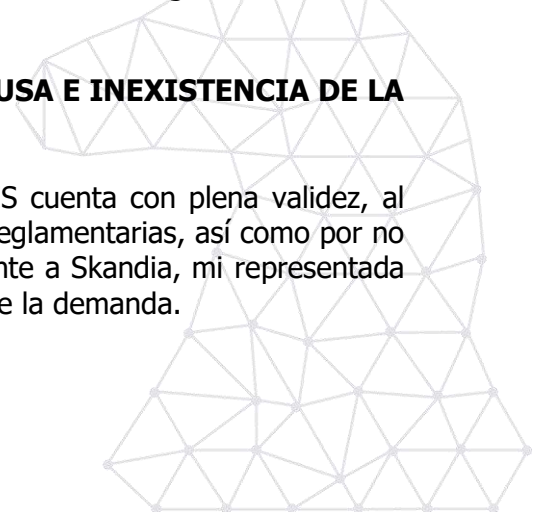 USA E INEXISTENCIA DE LA
S cuenta con plena validez, al
eglamentarias, así como por no
nte a Skandia, mi representada
e la demanda.